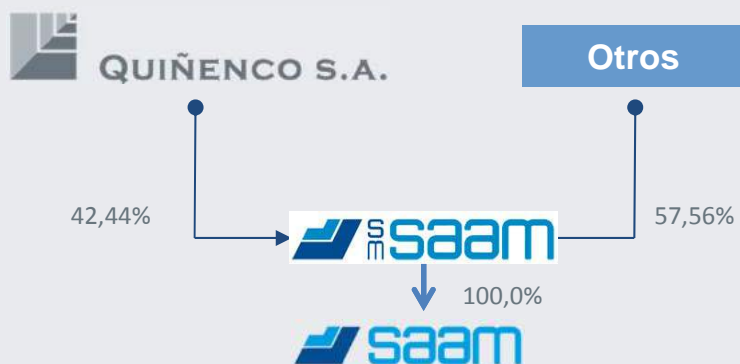 QUIÑENCO S.A.
Otros
42,44%
57,56%
SM saam
100,0%
saam